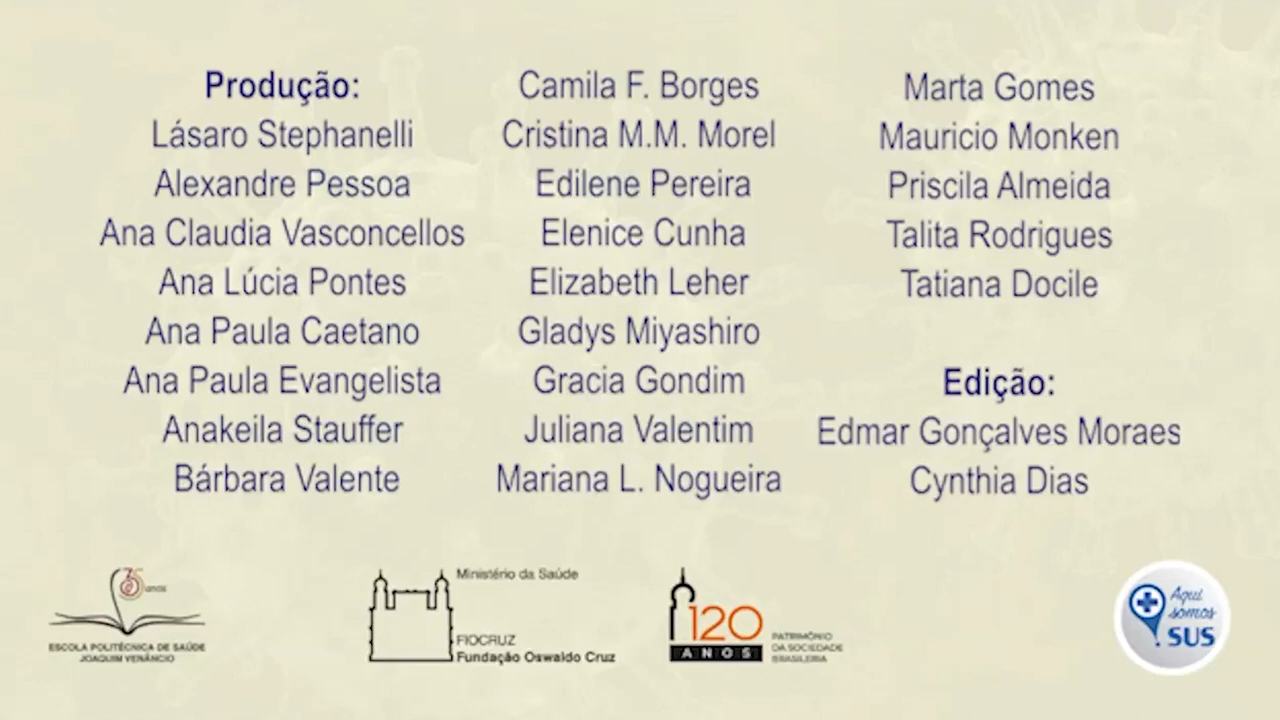 Produção:
Lásaro Stephanelli
Alexandre Pessoa
Ana Claudia Vasconcellos
Ana Lúcia Pontes
Ana Paula Caetano
Ana Paula Evangelista
Anakeila Stauffer
Bárbara Valente
Camila F. Borges
Cristina M.M. Morel
Edilene Pereira
Elenice Cunha
Elizabeth Leher
Gladys Miyashiro
Gracia Gondim
Juliana Valentim
Mariana L. Nogueira
Marta Gomes
Mauricio Monken
Priscila Almeida
Talita Rodrigues
Tatiana Docile
Edição:
Edmar Gonçalves Moraes
Cynthia Dias
35 anos
ESCOLA POLITÉCNICA DE SAÚDE
JOAQUIM VENÂNCIO
Ministério da Saúde
FIOCRUZ
Fundação Oswaldo Cruz
120
ANOS
PATRIMÔNIO
DA SOCIEDADE
BRASILEIRA
Aqui
somos
SUS